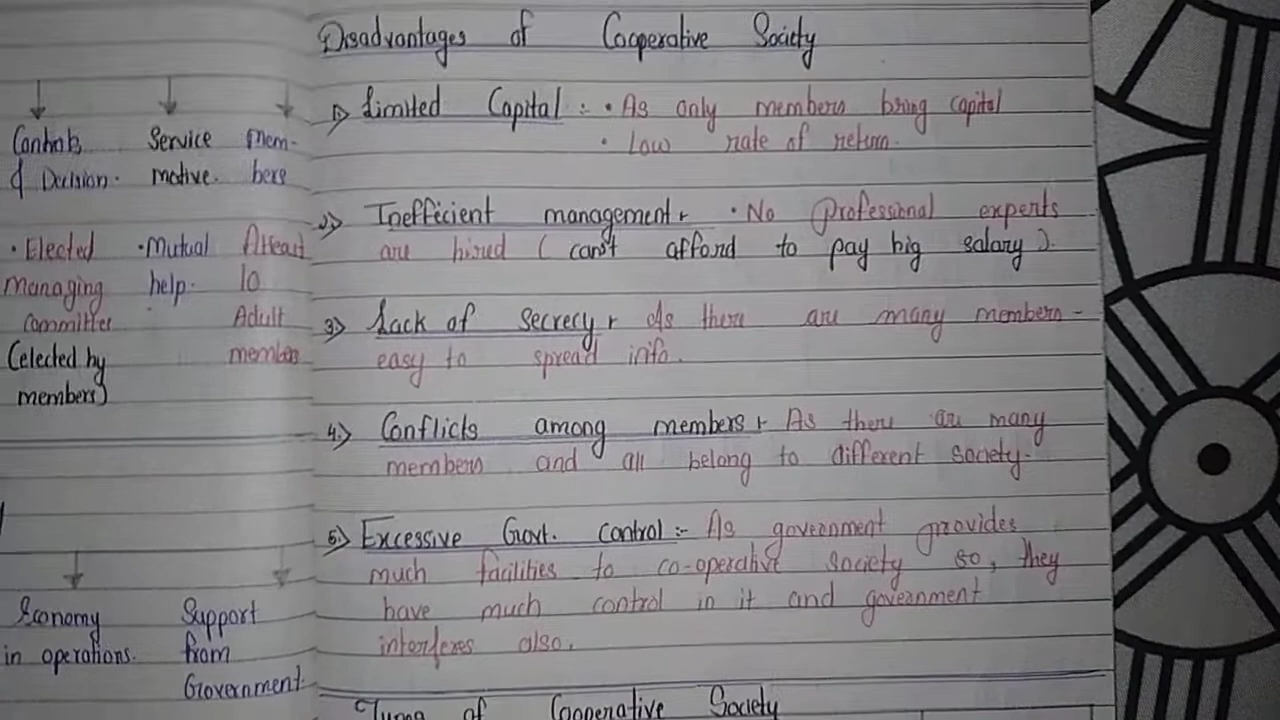 Control
& Decision.
Service
motive.
Mem-
bers
• Elected
Managing
Committee
(elected by
members)
• Mutual
help.
Atleast
10
Adult
members
Economy
in operations.
Support
from
Government.
Disadvantages of Cooperative Society
1) Limited Capital :- • As only members bring capital
• Low rate of return.
2) Inefficient management • No Professional experts
are hired (can't afford to pay big salary).
3) Lack of secrecy As there are many members -
easy to spread info.
4) Conflicts among members As there are many
members and all belong to different society.
5) Excessive Govt. control :- As government provides
much facilities to co-operative society so, they
have much control in it and government
interferes also.
Types of Cooperative Society